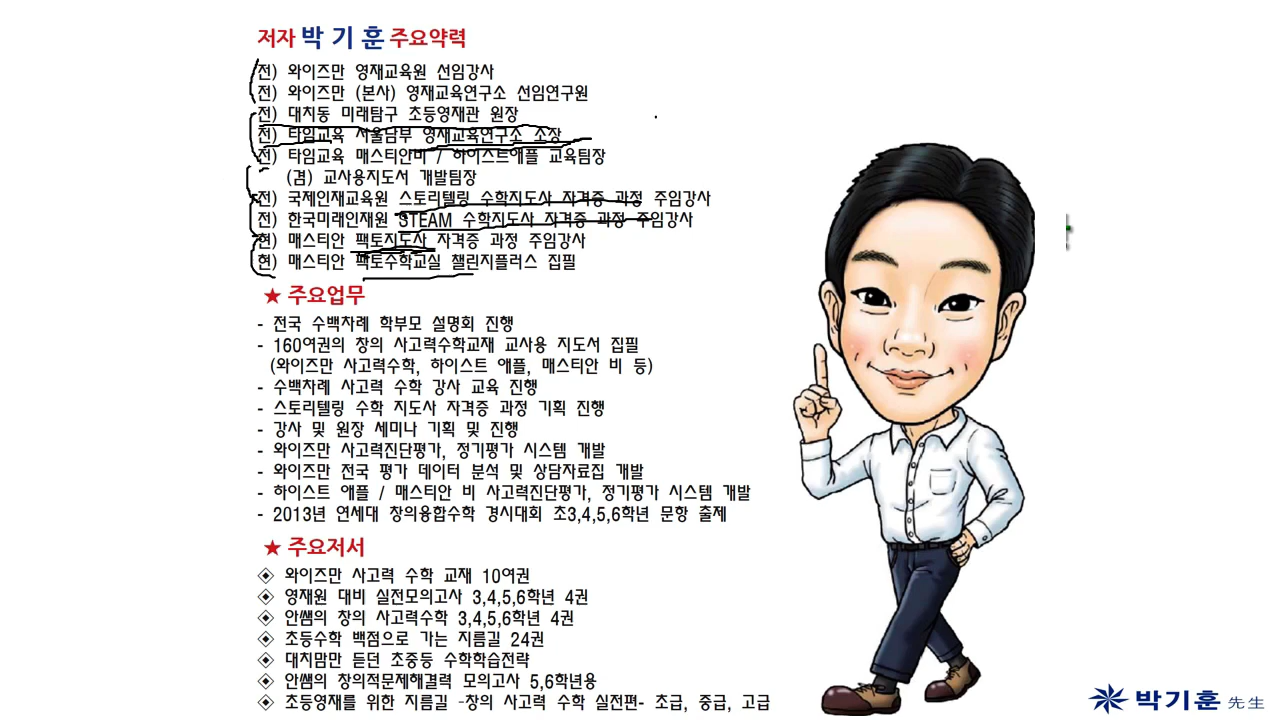 저자 박 기 훈 주요약력
전) 와이즈만 영재교육원 선임강사
전) 와이즈만 (본사) 영재교육연구소 선임연구원
전) 대치동 미래탐구 초등영재관 원장
전) 타임교육 서울남부 영재교육연구소 소장
전) 타임교육 매스티안비 / 하이스트애플 교육팀장
(겸) 교사용지도서 개발팀장
전) 국제인재교육원 스토리텔링 수학지도사 자격증 과정 주임강사
전) 한국미래인재원 STEAM 수학지도사 자격증 과정 주임강사
현) 매스티안 팩토지도사 자격증 과정 주임강사
현) 매스티안 팩토수학교실 챌린지플러스 집필
★ 주요업무
- 전국 수백차례 학부모 설명회 진행
- 160여권의 창의 사고력수학교재 교사용 지도서 집필
(와이즈만 사고력수학, 하이스트 애플, 매스티안 비 등)
- 수백차례 사고력 수학 강사 교육 진행
- 스토리텔링 수학 지도사 자격증 과정 기획 진행
- 강사 및 원장 세미나 기획 및 진행
- 와이즈만 사고력진단평가, 정기평가 시스템 개발
- 와이즈만 전국 평가 데이터 분석 및 상담자료집 개발
- 하이스트 애플 / 매스티안 비 사고력진단평가, 정기평가 시스템 개발
- 2013년 연세대 창의융합수학 경시대회 초3,4,5,6학년 문항 출제
★ 주요저서
◈ 와이즈만 사고력 수학 교재 10여권
◈ 영재원 대비 실전모의고사 3,4,5,6학년 4권
◈ 안쌤의 창의 사고력수학 3,4,5,6학년 4권
◈ 초등수학 백점으로 가는 지름길 24권
◈ 대치맘만 듣던 초중등 수학학습전략
◈ 안쌤의 창의적문제해결력 모의고사 5,6학년용
◈ 초등영재를 위한 지름길 -창의 사고력 수학 실전편- 초급, 중급, 고급
박기훈 先生